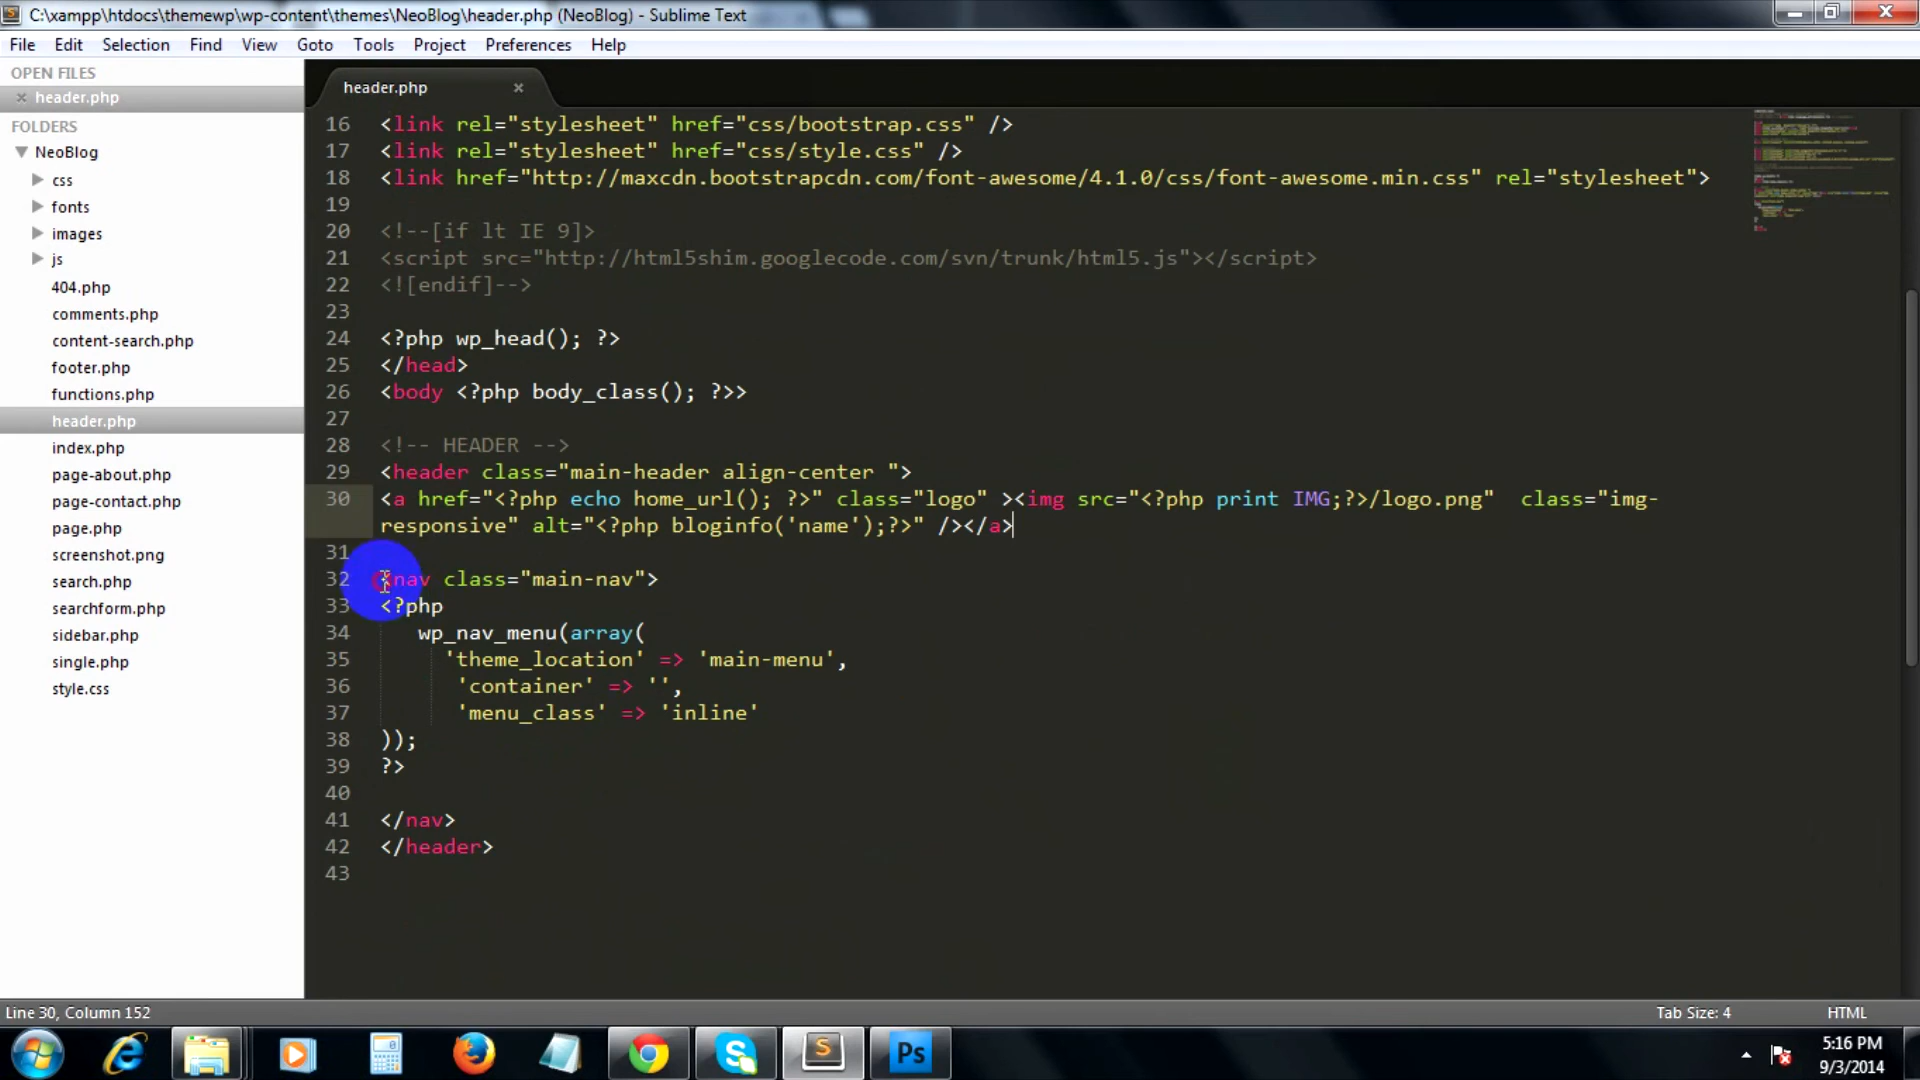 C:\xampp\htdocs\themewp\wp-content\themes\NeoBlog\header.php (NeoBlog) - Sublime Text
File Edit Selection Find View Goto Tools Project Preferences Help
OPEN FILES
header.php
FOLDERS
NeoBlog
css
fonts
images
js
404.php
comments.php
content-search.php
footer.php
functions.php
header.php
index.php
page-about.php
page-contact.php
page.php
screenshot.png
search.php
searchform.php
sidebar.php
single.php
style.css
header.php
16 <link rel="stylesheet" href="css/bootstrap.css" />
17 <link rel="stylesheet" href="css/style.css" />
18 <link href="http://maxcdn.bootstrapcdn.com/font-awesome/4.1.0/css/font-awesome.min.css" rel="stylesheet">
19
20 <!--[if lt IE 9]>
21 <script src="http://html5shim.googlecode.com/svn/trunk/html5.js"></script>
22 <![endif]-->
23
24 <?php wp_head(); ?>
25 </head>
26 <body <?php body_class(); ?>>
27
28 <!-- HEADER -->
29 <header class="main-header align-center ">
30 <a href="<?php echo home_url(); ?>" class="logo" ><img src="<?php print IMG;?>/logo.png"  class="img-
responsive" alt="<?php bloginfo('name');?>" /></a>
31
32 <nav class="main-nav">
33 <?php
34 wp_nav_menu(array(
35 'theme_location' => 'main-menu',
36 'container' => '',
37 'menu_class' => 'inline'
38 ));
39 ?>
40
41 </nav>
42 </header>
43
Line 30, Column 152
Tab Size: 4
HTML
Ps
5:16 PM
9/3/2014